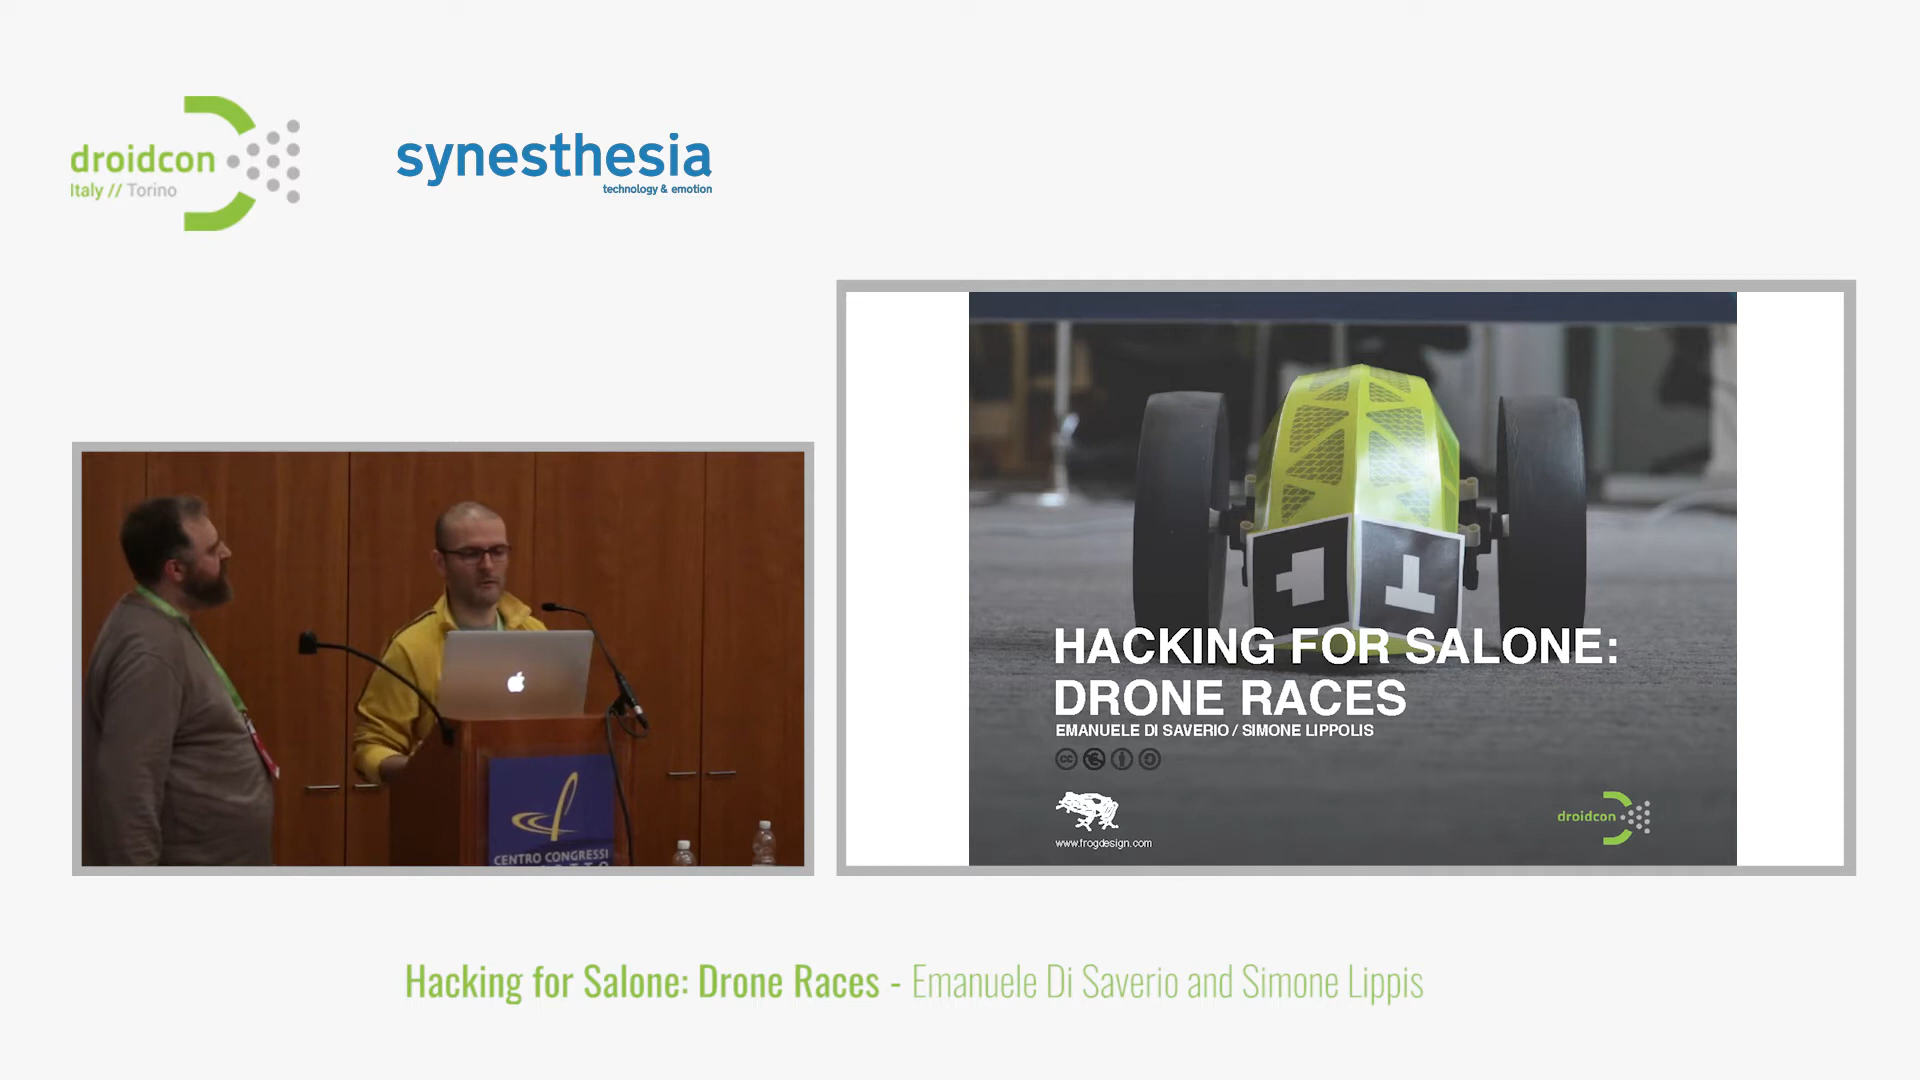 droidcon
Italy // Torino
synesthesia
technology & emotion
HACKING FOR SALONE:
DRONE RACES
EMANUELE DI SAVERIO / SIMONE LIPPOLIS
cc
www.frogdesign.com
droidcon
CENTRO CONGRESSI
Hacking for Salone: Drone Races - Emanuele Di Saverio and Simone Lippis